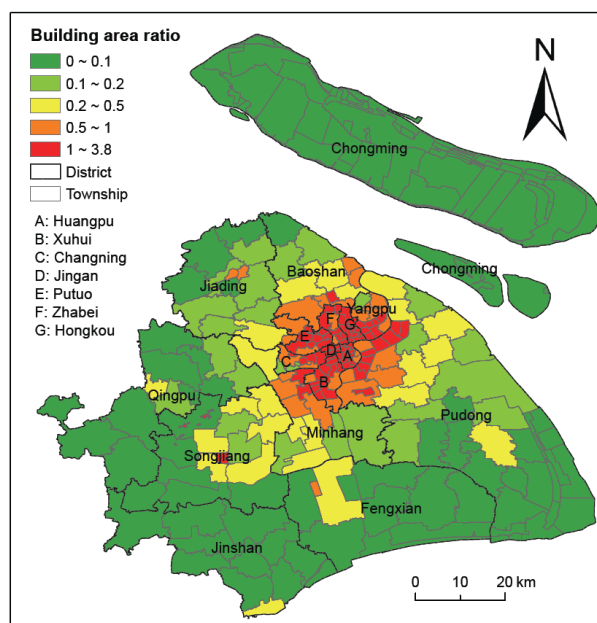 Building area ratio
0 ~ 0.1
0.1 ~ 0.2
0.2 ~ 0.5
0.5 ~ 1
1 ~ 3.8
District
Township
A: Huangpu
B: Xuhui
C: Changning
D: Jingan
E: Putuo
F: Zhabei
G: Hongkou
N
Chongming
Chongming
Baoshan
Jiading
Yangpu
F
G
E
D
A
C
B
Qingpu
Pudong
Minhang
Songjiang
Fengxian
Jinshan
0 10 20 km